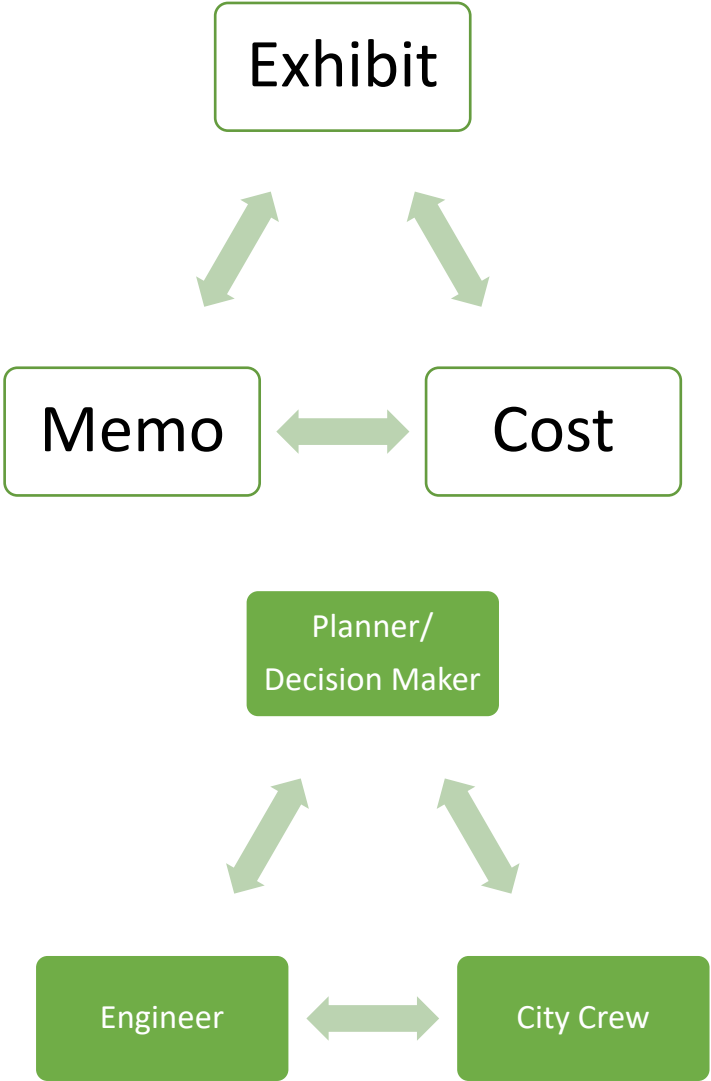 Exhibit
Memo
Cost
Planner/
Decision Maker
Engineer
City Crew